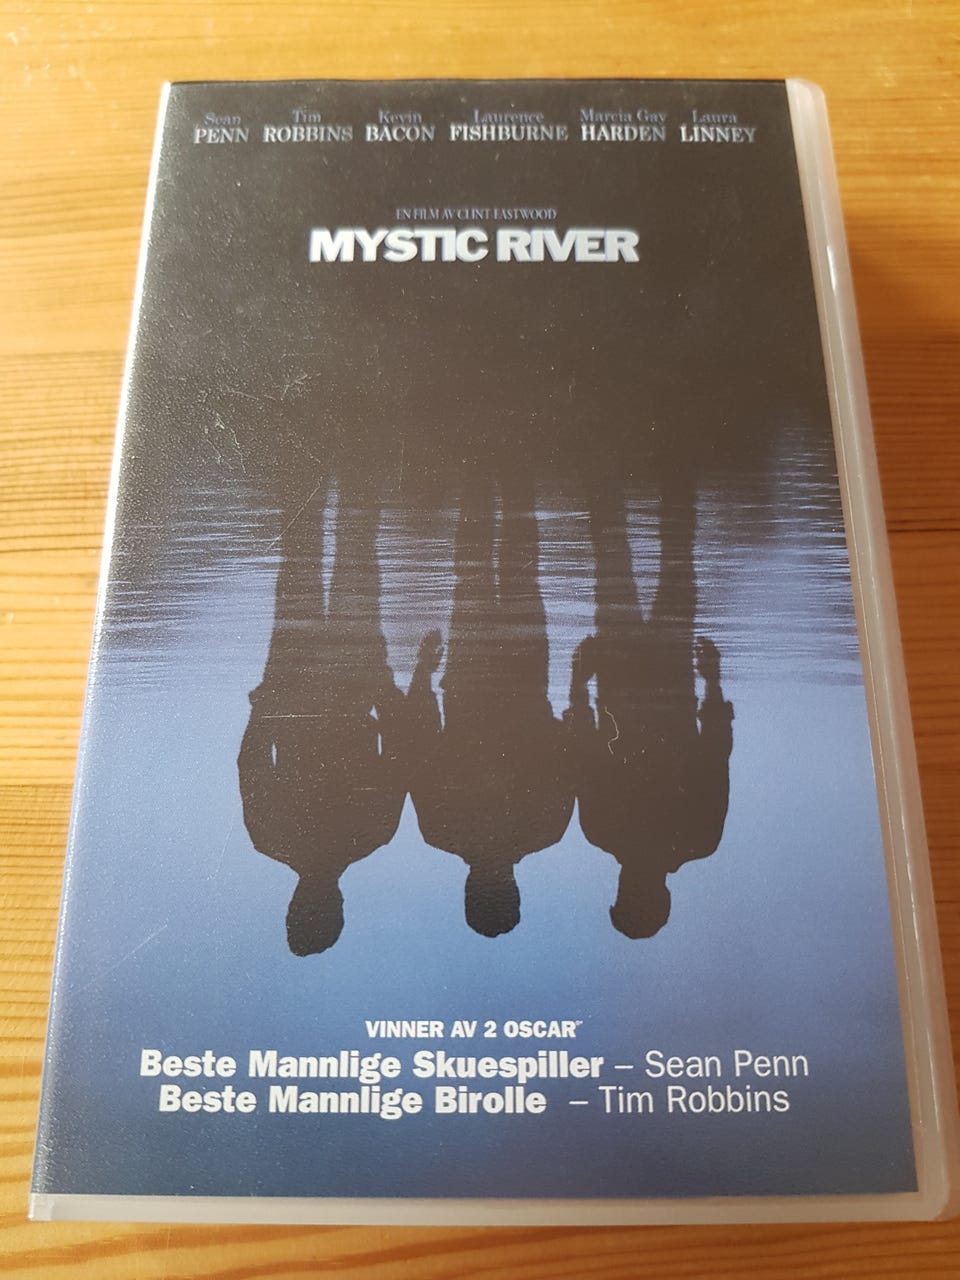 Sean PENN Tim ROBBINS Kevin BACON Laurence FISHBURNE Marcia Gay HARDEN Laura LINNEY
EN FILM AV CLINT EASTWOOD
MYSTIC RIVER
VINNER AV 2 OSCAR
Beste Mannlige Skuespiller – Sean Penn
Beste Mannlige Birolle – Tim Robbins